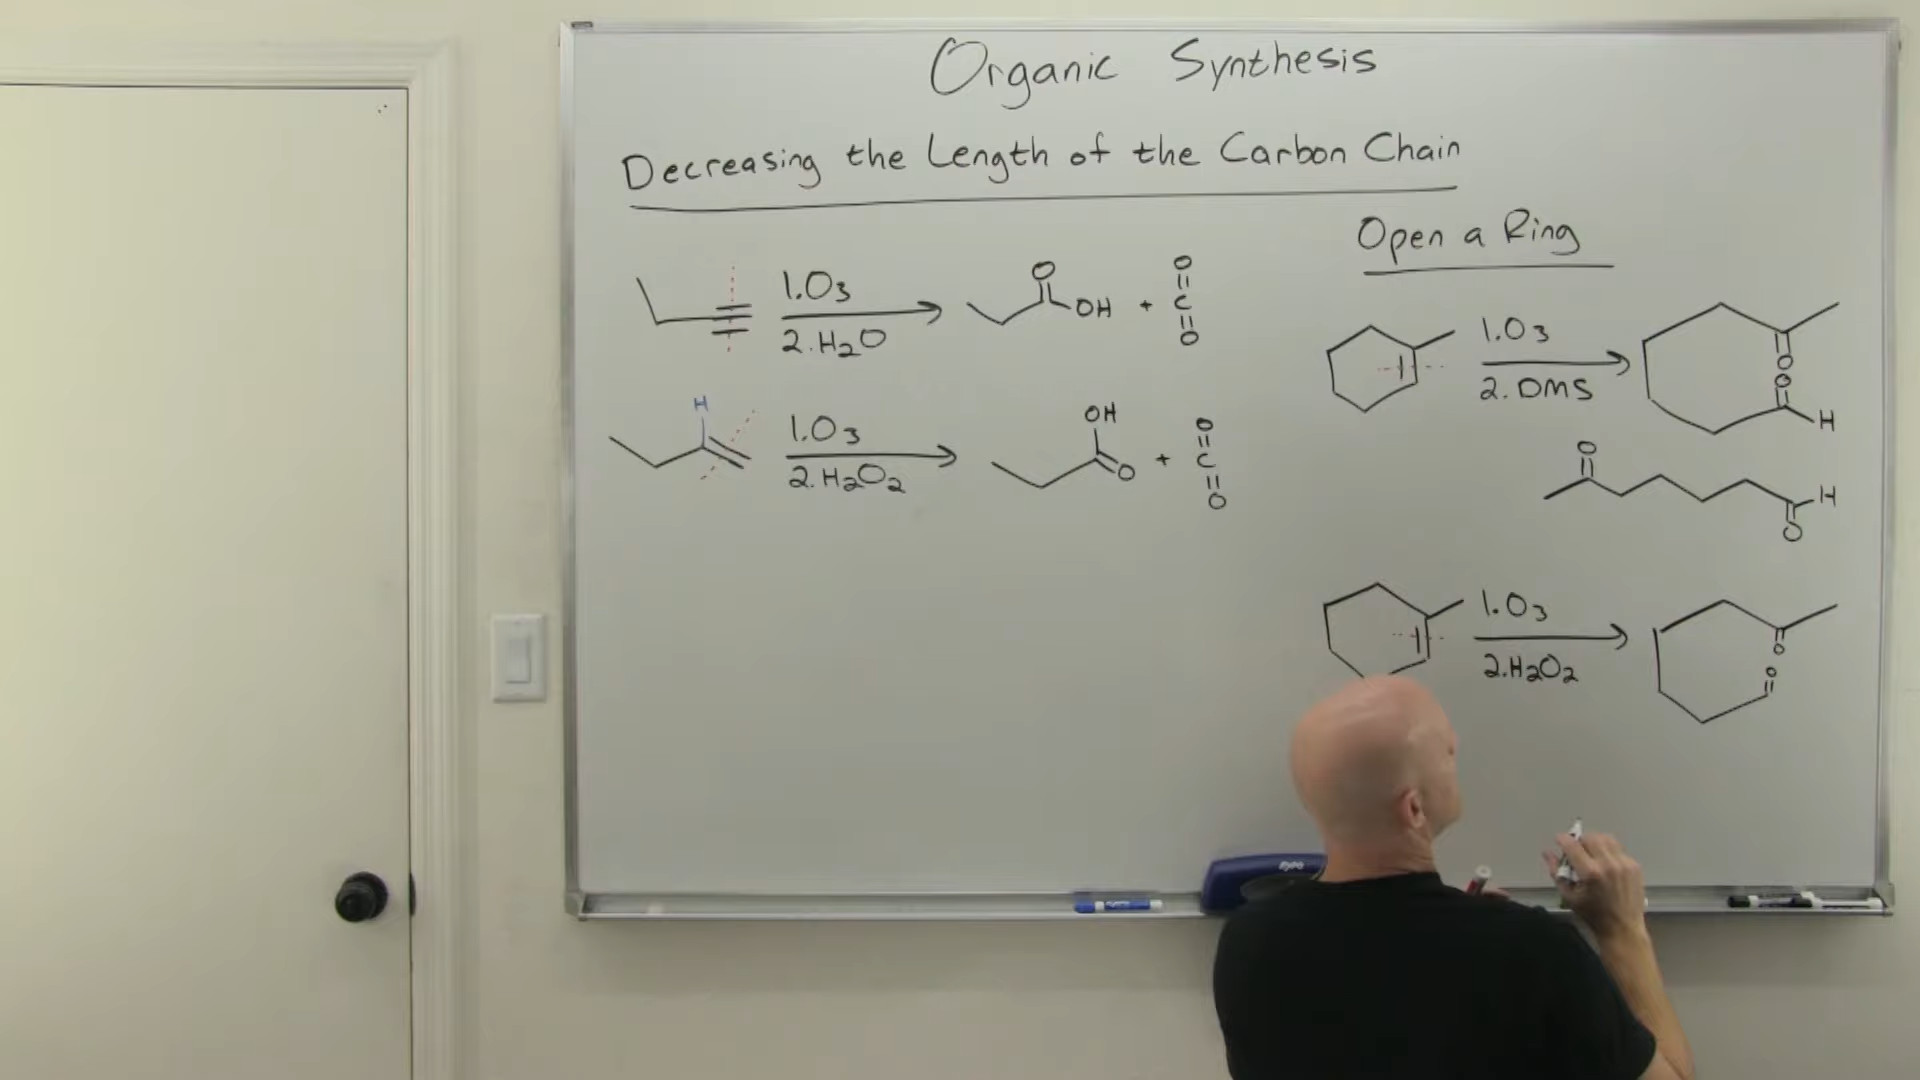 Organic Synthesis
Decreasing the Length of the Carbon Chain
1. O3
2. H2O
O
OH
+
O
C
O
H
1. O3
2. H2O2
OH
O
+
O
C
O
Open a Ring
1. O3
2. DMS
O
O
H
O
H
O
1. O3
2. H2O2
O
O
expo